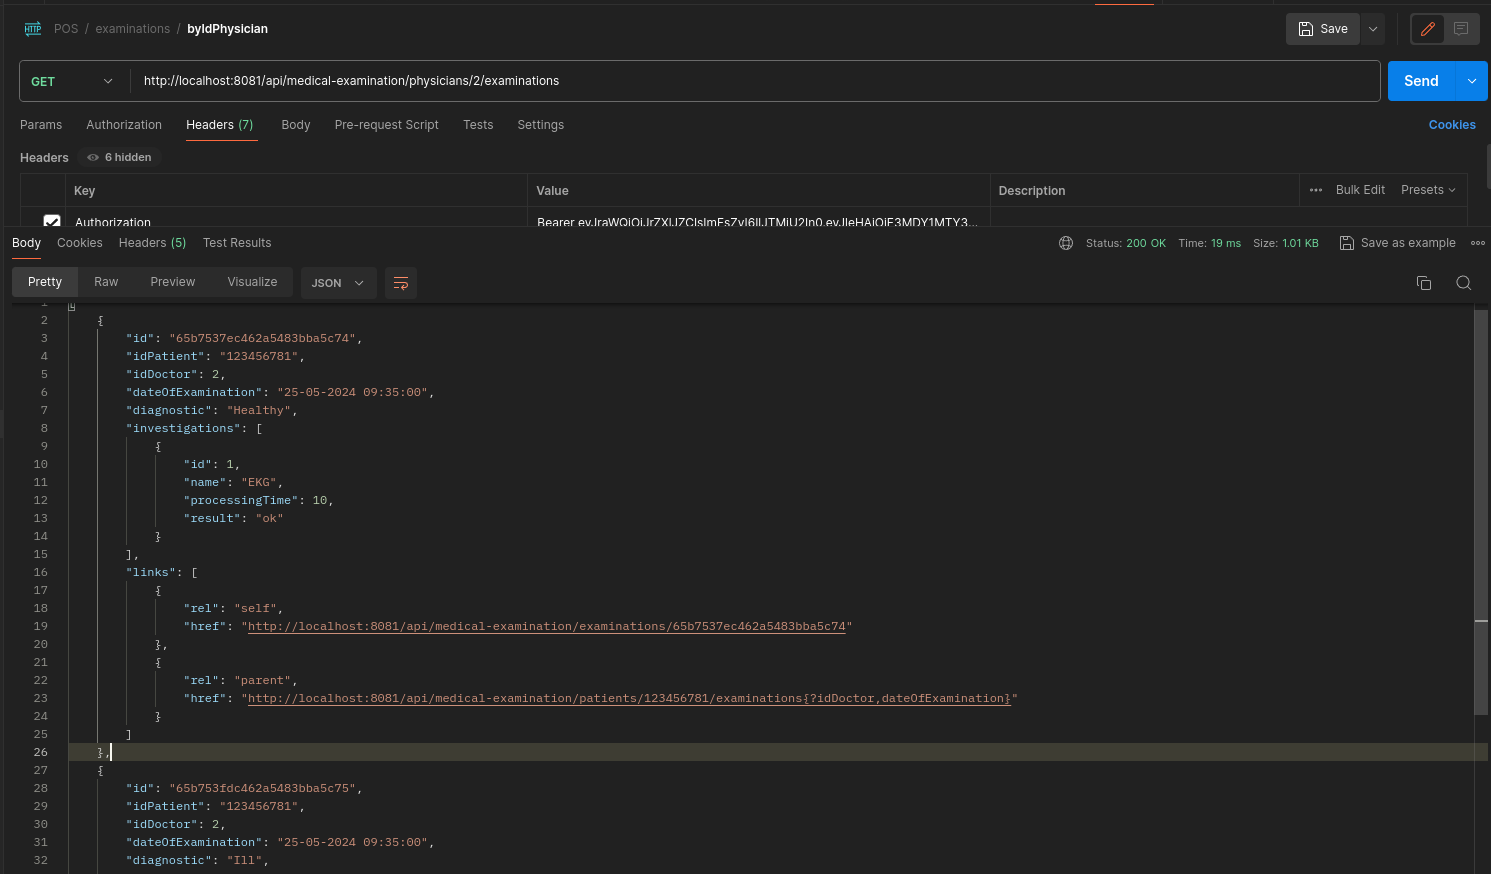 HTTP POS / examinations / byIdPhysician Save
GET http://localhost:8081/api/medical-examination/physicians/2/examinations Send
Params Authorization Headers (7) Body Pre-request Script Tests Settings Cookies
Headers 6 hidden
Key Value Description ••• Bulk Edit Presets
Authorization Bearer
Body Cookies Headers (5) Test Results Status: 200 OK Time: 19 ms Size: 1.01 KB Save as example
Pretty Raw Preview Visualize JSON
1 [
2 {
3 "id": "65b7537ec462a5483bba5c74",
4 "idPatient": "123456781",
5 "idDoctor": 2,
6 "dateOfExamination": "25-05-2024 09:35:00",
7 "diagnostic": "Healthy",
8 "investigations": [
9 {
10 "id": 1,
11 "name": "EKG",
12 "processingTime": 10,
13 "result": "ok"
14 }
15 ],
16 "links": [
17 {
18 "rel": "self",
19 "href": "http://localhost:8081/api/medical-examination/examinations/65b7537ec462a5483bba5c74"
20 },
21 {
22 "rel": "parent",
23 "href": "http://localhost:8081/api/medical-examination/patients/123456781/examinations{?idDoctor,dateOfExamination}"
24 }
25 ]
26 },
27 {
28 "id": "65b753fdc462a5483bba5c75",
29 "idPatient": "123456781",
30 "idDoctor": 2,
31 "dateOfExamination": "25-05-2024 09:35:00",
32 "diagnostic": "Ill",